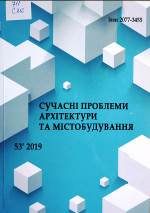 ISSN 2077-3455
СУЧАСНІ ПРОБЛЕМИ
АРХІТЕКТУРИ
ТА МІСТОБУДУВАННЯ
53' 2019